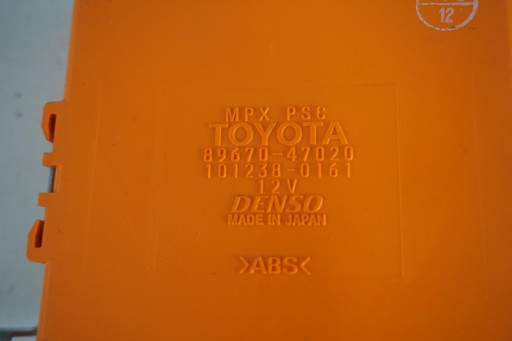 12
MPX PSC
TOYOTA
89670-47020
101238-0161
12V
DENSO
MADE IN JAPAN
>ABS<